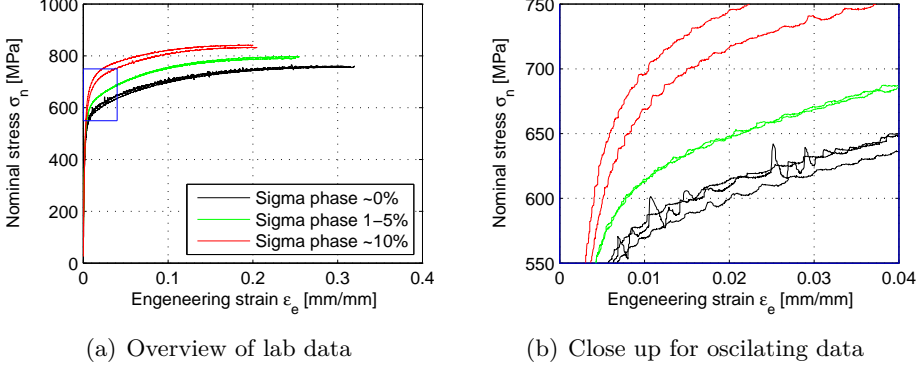 1000
800
600
400
200
0
Nominal stress σn [MPa]
Sigma phase ~0%
Sigma phase 1−5%
Sigma phase ~10%
0 0.1 0.2 0.3 0.4
Engeneering strain εe [mm/mm]
(a) Overview of lab data
750
700
650
600
550
Nominal stress σn [MPa]
0 0.01 0.02 0.03 0.04
Engeneering strain εe [mm/mm]
(b) Close up for oscilating data